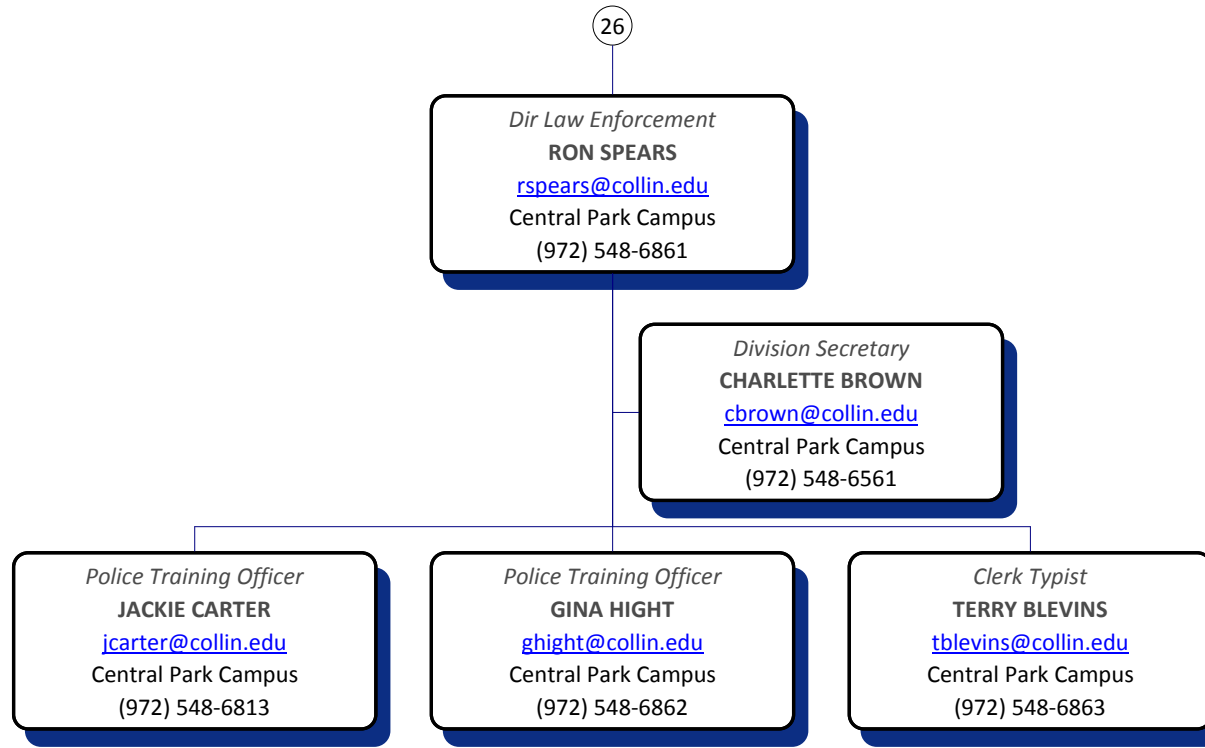 26
Dir Law Enforcement
RON SPEARS
rspears@collin.edu
Central Park Campus
(972) 548-6861
Division Secretary
CHARLETTE BROWN
cbrown@collin.edu
Central Park Campus
(972) 548-6561
Police Training Officer
JACKIE CARTER
jcarter@collin.edu
Central Park Campus
(972) 548-6813
Police Training Officer
GINA HIGHT
ghight@collin.edu
Central Park Campus
(972) 548-6862
Clerk Typist
TERRY BLEVINS
tblevins@collin.edu
Central Park Campus
(972) 548-6863